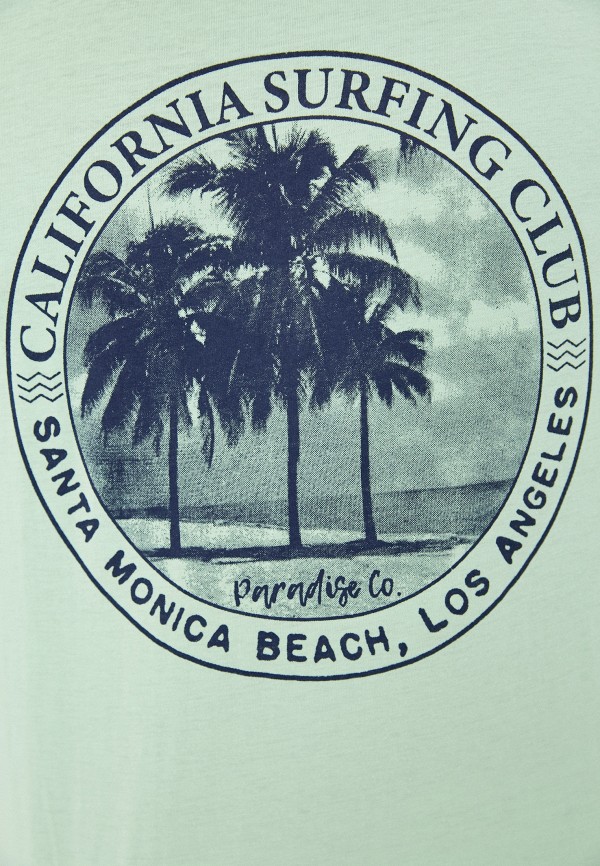 CALIFORNIA SURFING CLUB
Paradise Co.
SANTA MONICA BEACH, LOS ANGELES